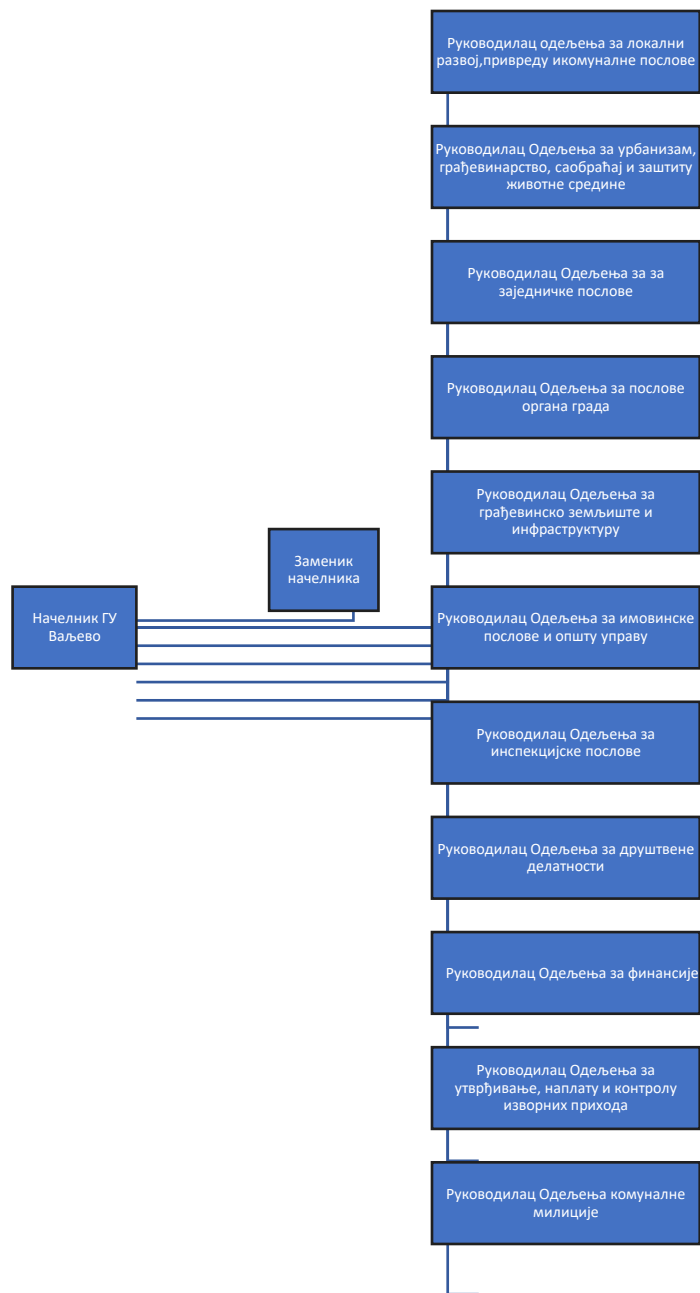 Руководилац одељења за локални
развој,привреду икомуналне послове
Руководилац Одељења за урбанизам,
грађевинарство, саобраћај и заштиту
животне средине
Руководилац Одељења за за
заједничке послове
Руководилац Одељења за послове
органа града
Руководилац Одељења за
грађевинско земљиште и
инфраструктуру
Заменик
начелника
Начелник ГУ
Ваљево
Руководилац Одељења за имовинске
послове и општу управу
Руководилац Одељења за
инспекцијске послове
Руководилац Одељења за друштвене
делатности
Руководилац Одељења за финансије
Руководилац Одељења за
утврђивање, наплату и контролу
изворних прихода
Руководилац Одељења комуналне
милиције